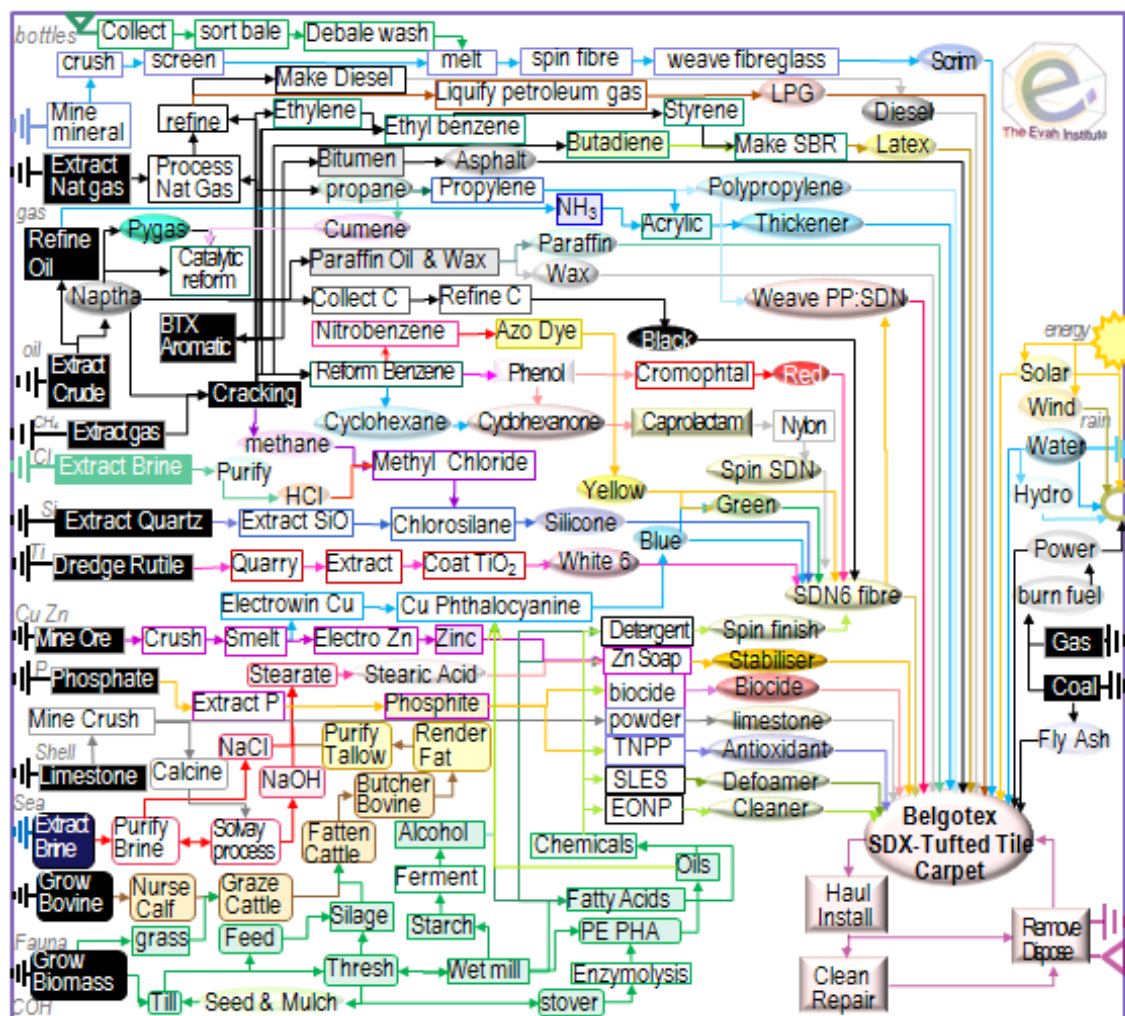 bottles
Collect
sort bale
Debale wash
crush
screen
melt
spin fibre
weave fibreglass
Scrim
Make Diesel
Liquify petroleum gas
LPG
Diesel
The Evah Institute
Mine
mineral
refine
Ethylene
Ethyl benzene
Styrene
Butadiene
Make SBR
Latex
Extract
Nat gas
Process
Nat Gas
Bitumen
Asphalt
propane
Propylene
Polypropylene
gas
NH₃
Acrylic
Thickener
Refine
Oil
Pygas
Cumene
Catalytic
reform
Paraffin Oil & Wax
Paraffin
Wax
Naptha
Collect C
Refine C
Weave PP:SDN
BTX
Aromatic
Nitrobenzene
Azo Dye
Black
energy
oil
Extract
Crude
Cracking
Reform Benzene
Phenol
Cromophtal
Red
Solar
Wind
CH₄
Extract gas
Cyclohexane
Cyclohexanone
Caprolactam
Nylon
rain
Water
methane
Cl
Extract Brine
Purify
HCl
Methyl Chloride
Spin SDN
Yellow
Green
Hydro
Si
Extract Quartz
Extract SiO
Chlorosilane
Silicone
Blue
Power
Ti
Dredge Rutile
Quarry
Extract
Coat TiO₂
White 6
SDN6 fibre
burn fuel
Electrowin Cu
Cu Phthalocyanine
Cu Zn
Mine Ore
Crush
Smelt
Electro Zn
Zinc
Detergent
Spin finish
Gas
Zn Soap
Stabiliser
P
Phosphate
Stearate
Stearic Acid
Coal
Extract P
Phosphite
biocide
Biocide
Mine Crush
powder
limestone
Fly Ash
Shell
Limestone
Calcine
NaCl
NaOH
Purify
Tallow
Render
Fat
TNPP
Antioxidant
Butcher
Bovine
SLES
Defoamer
EONP
Cleaner
Sea
Extract
Brine
Purify
Brine
Solvay
process
Fatten
Cattle
Alcohol
Chemicals
Oils
Belgotex
SDX-Tufted Tile
Carpet
Grow
Bovine
Nurse
Calf
Graze
Cattle
Ferment
Fatty Acids
Haul
Install
Silage
Starch
Fauna
grass
Feed
PE PHA
Remove
Dispose
Grow
Biomass
Thresh
Wet mill
Enzymolysis
Clean
Repair
COH
Till
Seed & Mulch
stover